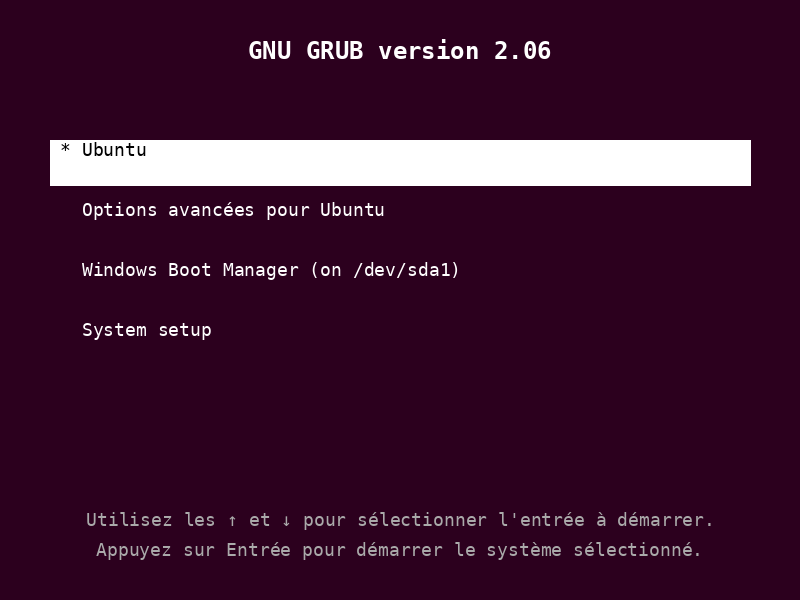 GNU GRUB version 2.06
* Ubuntu
Options avancées pour Ubuntu
Windows Boot Manager (on /dev/sda1)
System setup
Utilisez les ↑ et ↓ pour sélectionner l'entrée à démarrer.
Appuyez sur Entrée pour démarrer le système sélectionné.